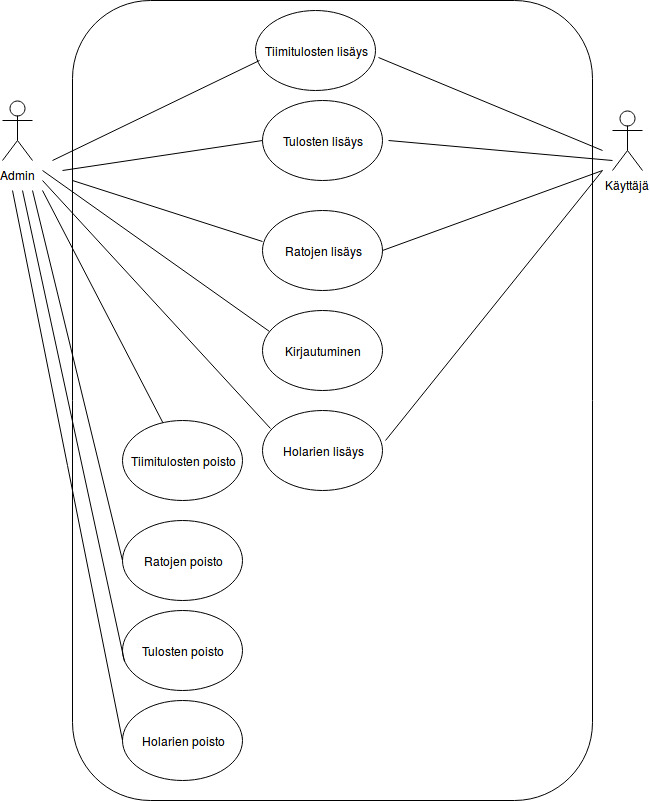 Tiimitulosten lisäys
Tulosten lisäys
Admin
Käyttäjä
Ratojen lisäys
Kirjautuminen
Holarien lisäys
Tiimitulosten poisto
Ratojen poisto
Tulosten poisto
Holarien poisto